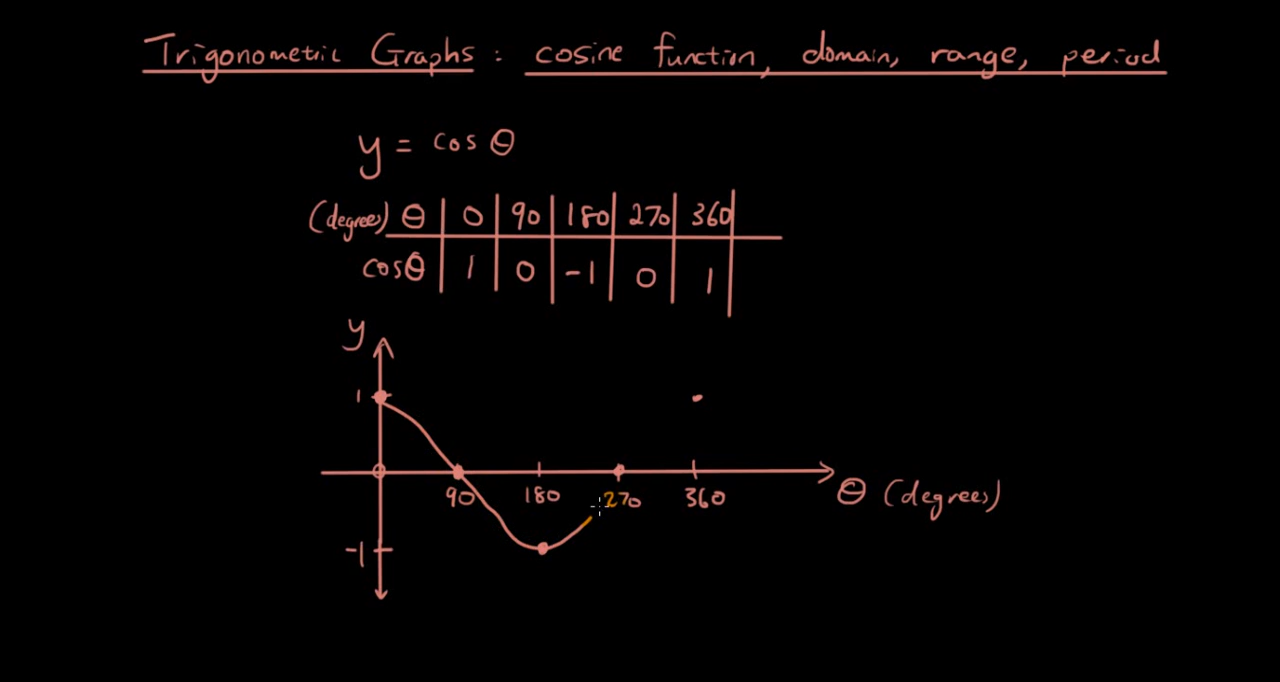 Trigonometric Graphs : cosine function, domain, range, period
y = cos θ
(degrees) θ 0 90 180 270 360
cosθ 1 0 -1 0 1
y
1
90 180 270 360 θ (degrees)
-1